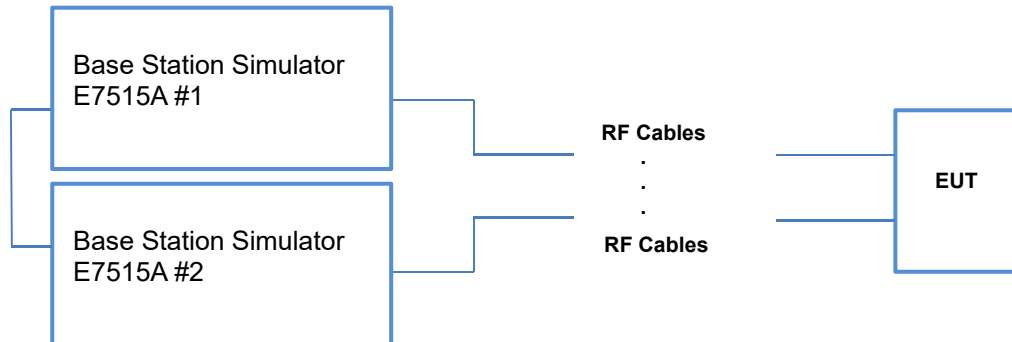 Base Station Simulator
E7515A #1
RF Cables
.
.
.
RF Cables
EUT
Base Station Simulator
E7515A #2